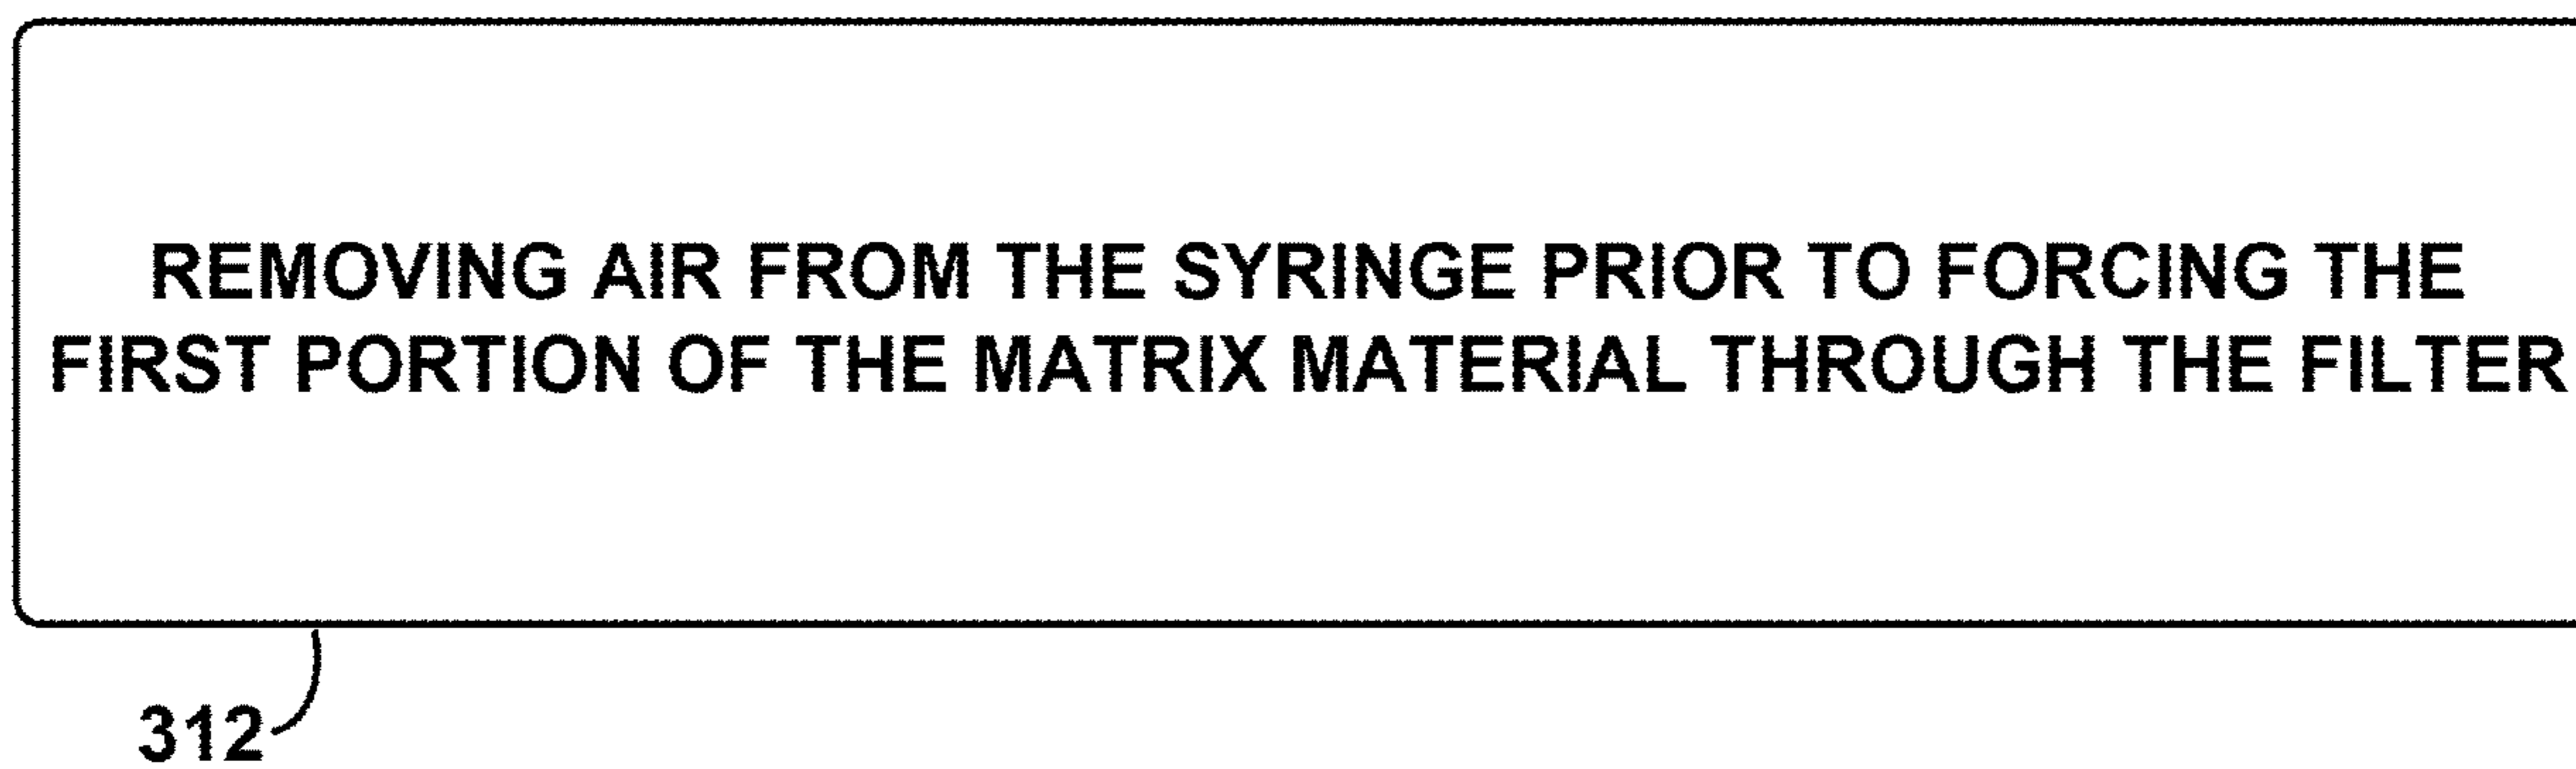 REMOVING AIR FROM THE SYRINGE PRIOR TO FORCING THE
FIRST PORTION OF THE MATRIX MATERIAL THROUGH THE FILTER
312